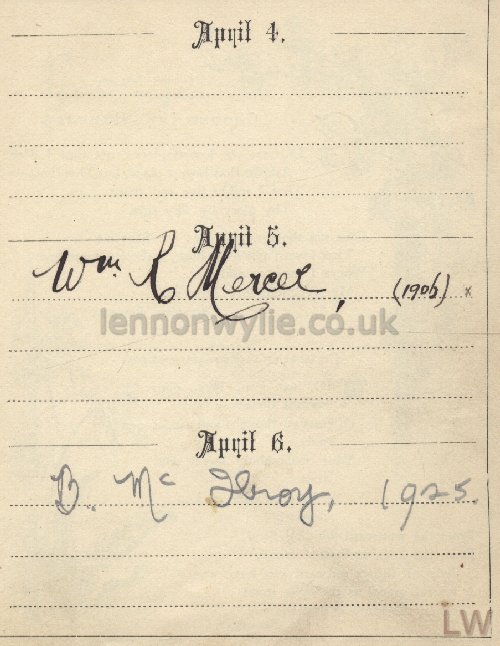 April 4.
April 5.
Wm. R Mercer, (1906) x
lennonwylie.co.uk
April 6.
B. Mc Ilroy, 1925.
LW